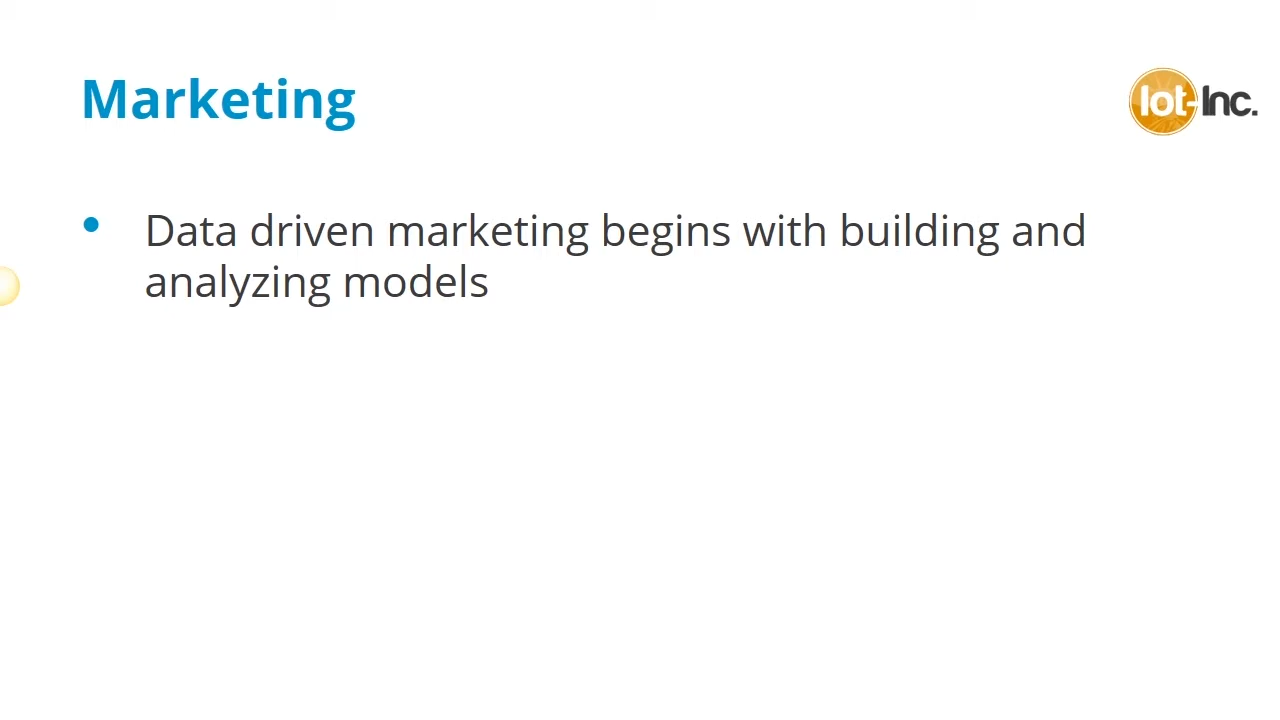 Marketing
Iot-Inc.
• Data driven marketing begins with building and
analyzing models